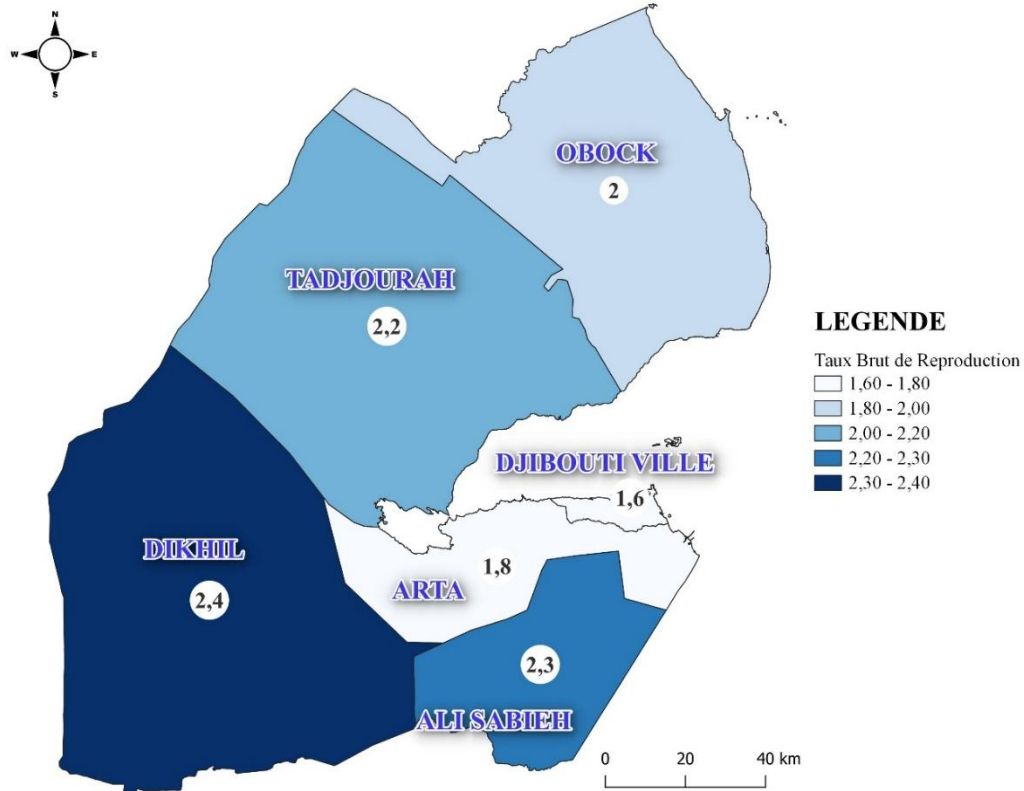 N
W E
S
OBOCK
2
TADJOURAH
2,2
LEGENDE
Taux Brut de Reproduction
1,60 - 1,80
1,80 - 2,00
2,00 - 2,20
2,20 - 2,30
2,30 - 2,40
DJIBOUTI VILLE
1,6
DIKHIL
2,4
1,8
ARTA
2,3
ALI SABIEH
0 20 40 km